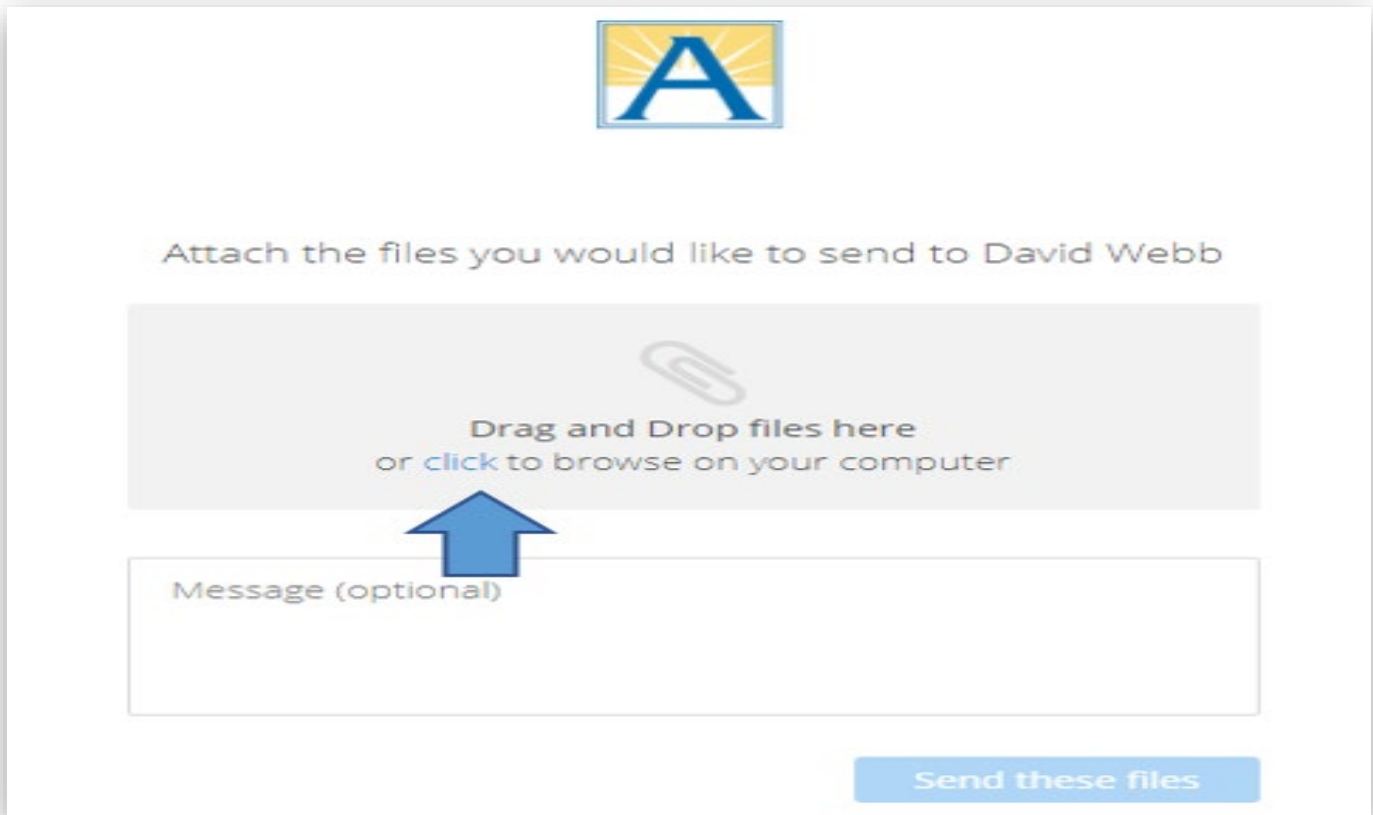 A
Attach the files you would like to send to David Webb
Drag and Drop files here
or click to browse on your computer
Message (optional)
Send these files